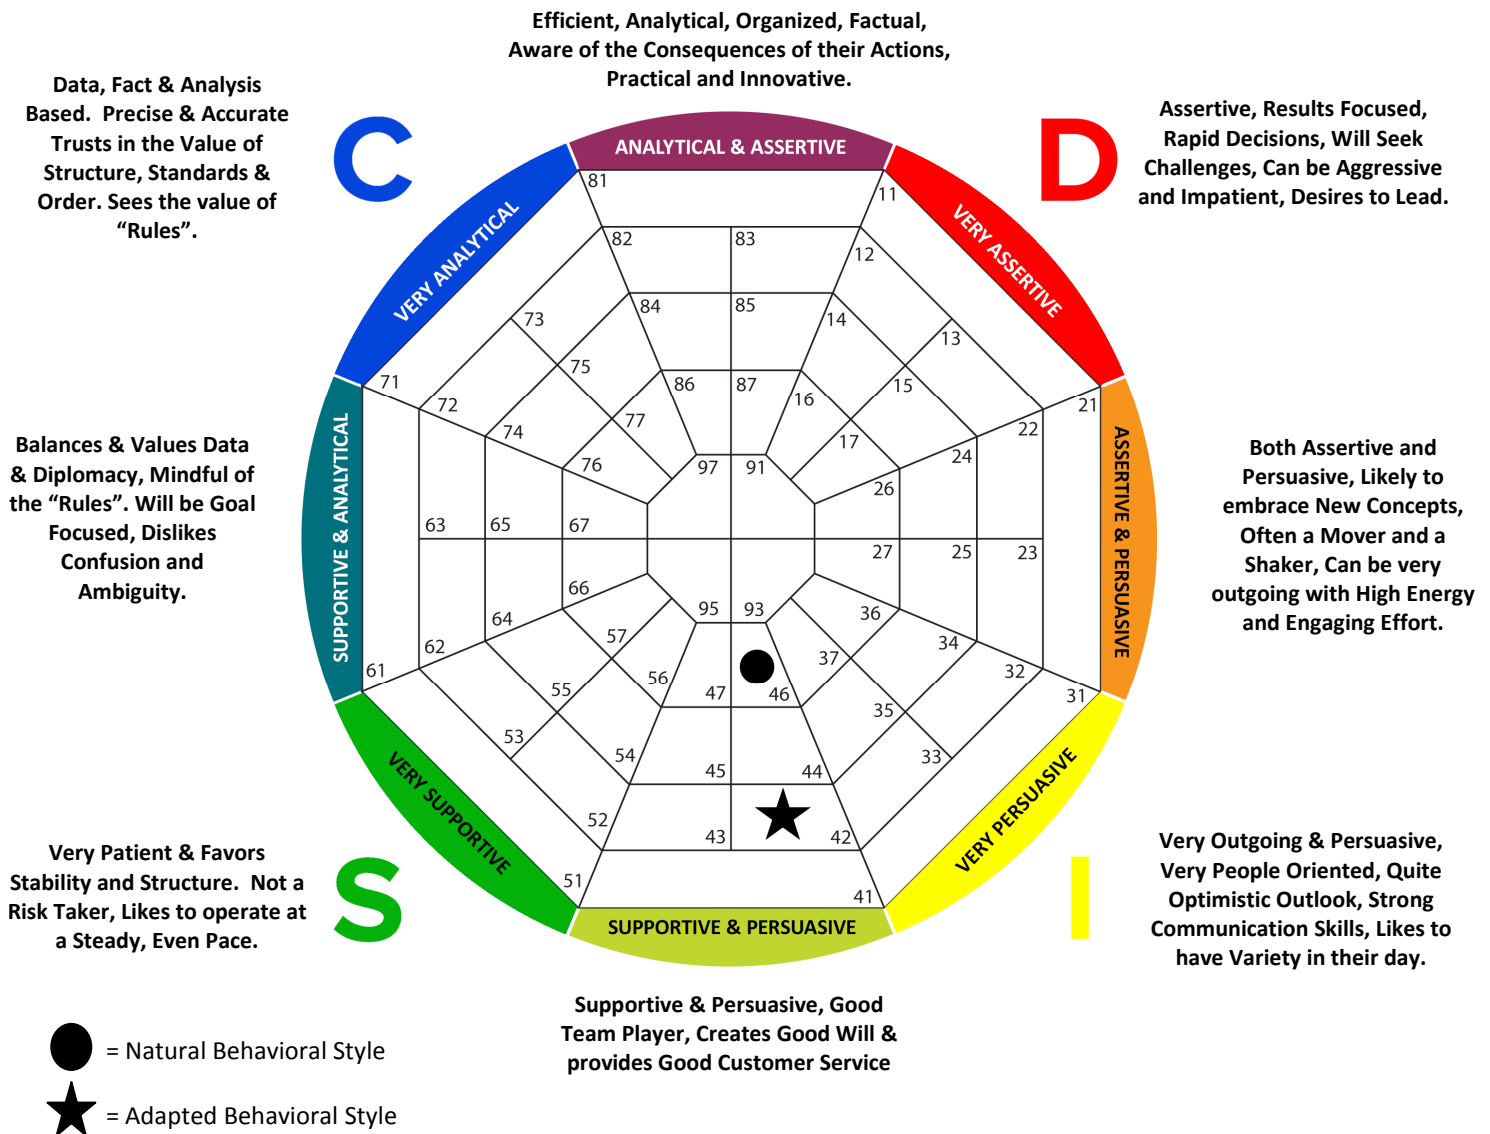 Efficient, Analytical, Organized, Factual,
Aware of the Consequences of their Actions,
Practical and Innovative.
Data, Fact & Analysis
Based.  Precise & Accurate
Trusts in the Value of
Structure, Standards &
Order. Sees the value of
“Rules”.
C
D
Assertive, Results Focused,
Rapid Decisions, Will Seek
Challenges, Can be Aggressive
and Impatient, Desires to Lead.
ANALYTICAL & ASSERTIVE
VERY ANALYTICAL
VERY ASSERTIVE
81
11
82
83
12
73
84
85
14
13
75
71
86
87
16
15
72
21
77
74
17
22
76
97
91
24
26
Balances & Values Data
& Diplomacy, Mindful of
the “Rules”. Will be Goal
Focused, Dislikes
Confusion and
Ambiguity.
SUPPORTIVE & ANALYTICAL
ASSERTIVE & PERSUASIVE
Both Assertive and
Persuasive, Likely to
embrace New Concepts,
Often a Mover and a
Shaker, Can be very
outgoing with High Energy
and Engaging Effort.
63
65
67
27
25
23
66
95
93
36
64
57
34
62
37
61
56
32
55
47
46
31
35
53
54
45
44
33
52
43
42
51
41
VERY SUPPORTIVE
VERY PERSUASIVE
SUPPORTIVE & PERSUASIVE
Very Patient & Favors
Stability and Structure.  Not a
Risk Taker, Likes to operate at
a Steady, Even Pace.
S
I
Very Outgoing & Persuasive,
Very People Oriented, Quite
Optimistic Outlook, Strong
Communication Skills, Likes to
have Variety in their day.
Supportive & Persuasive, Good
Team Player, Creates Good Will &
provides Good Customer Service
= Natural Behavioral Style
= Adapted Behavioral Style